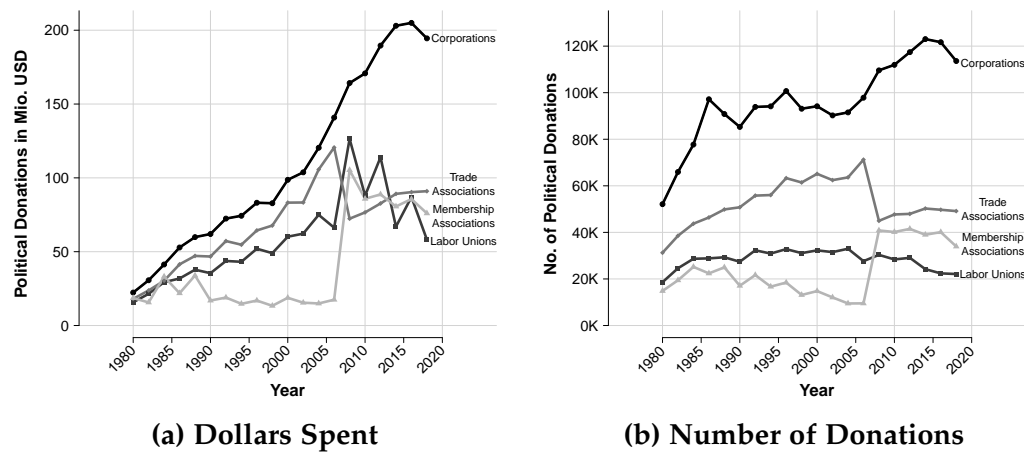 Political Donations in Mio. USD
200
150
100
50
0
1980
1985
1990
1995
2000
2005
2010
2015
2020
Year
Corporations
Trade
Associations
Membership
Associations
Labor Unions
(a) Dollars Spent
No. of Political Donations
120K
100K
80K
60K
40K
20K
0K
1980
1985
1990
1995
2000
2005
2010
2015
2020
Year
Corporations
Trade
Associations
Membership
Associations
Labor Unions
(b) Number of Donations